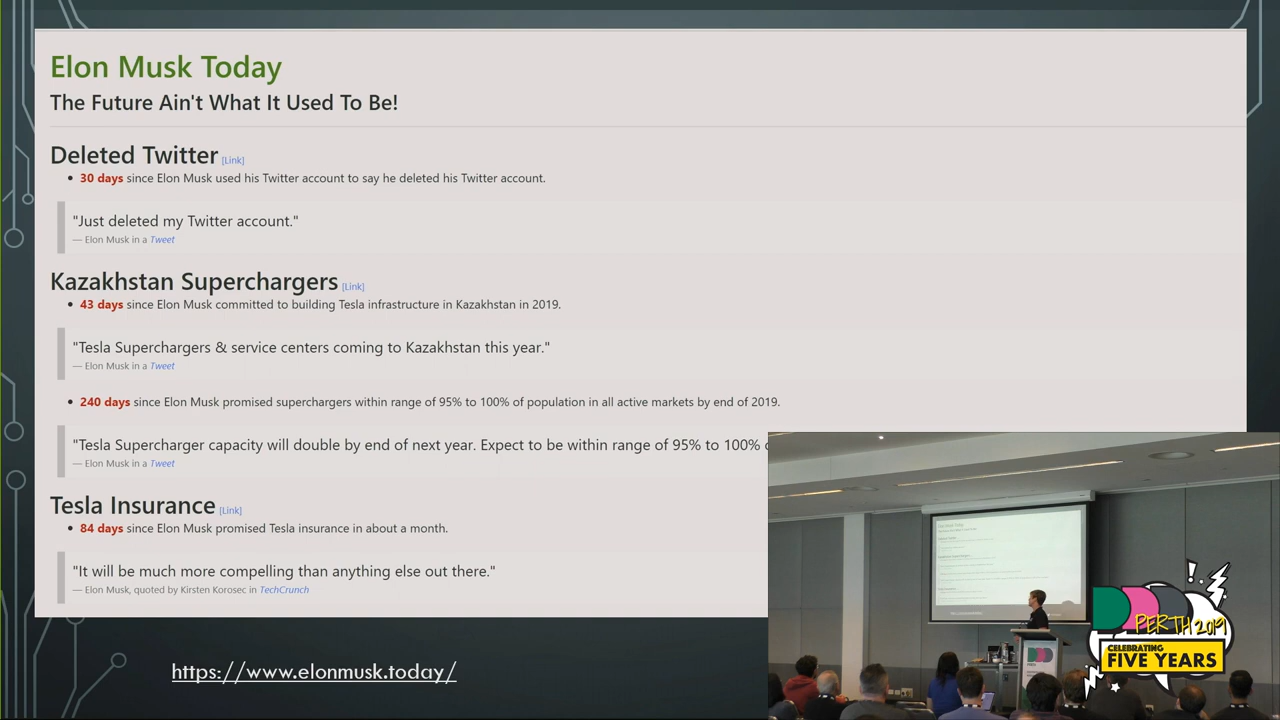 Elon Musk Today
The Future Ain't What It Used To Be!
Deleted Twitter [Link]
• 30 days since Elon Musk used his Twitter account to say he deleted his Twitter account.
"Just deleted my Twitter account."
— Elon Musk in a Tweet
Kazakhstan Superchargers [Link]
• 43 days since Elon Musk committed to building Tesla infrastructure in Kazakhstan in 2019.
"Tesla Superchargers & service centers coming to Kazakhstan this year."
— Elon Musk in a Tweet
• 240 days since Elon Musk promised superchargers within range of 95% to 100% of population in all active markets by end of 2019.
"Tesla Supercharger capacity will double by end of next year. Expect to be within range of 95% to 100%
— Elon Musk in a Tweet
Tesla Insurance [Link]
• 84 days since Elon Musk promised Tesla insurance in about a month.
"It will be much more compelling than anything else out there."
— Elon Musk, quoted by Kirsten Korosec in TechCrunch
https://www.elonmusk.today/
DDD
PERTH 2019
CELEBRATING
FIVE YEARS